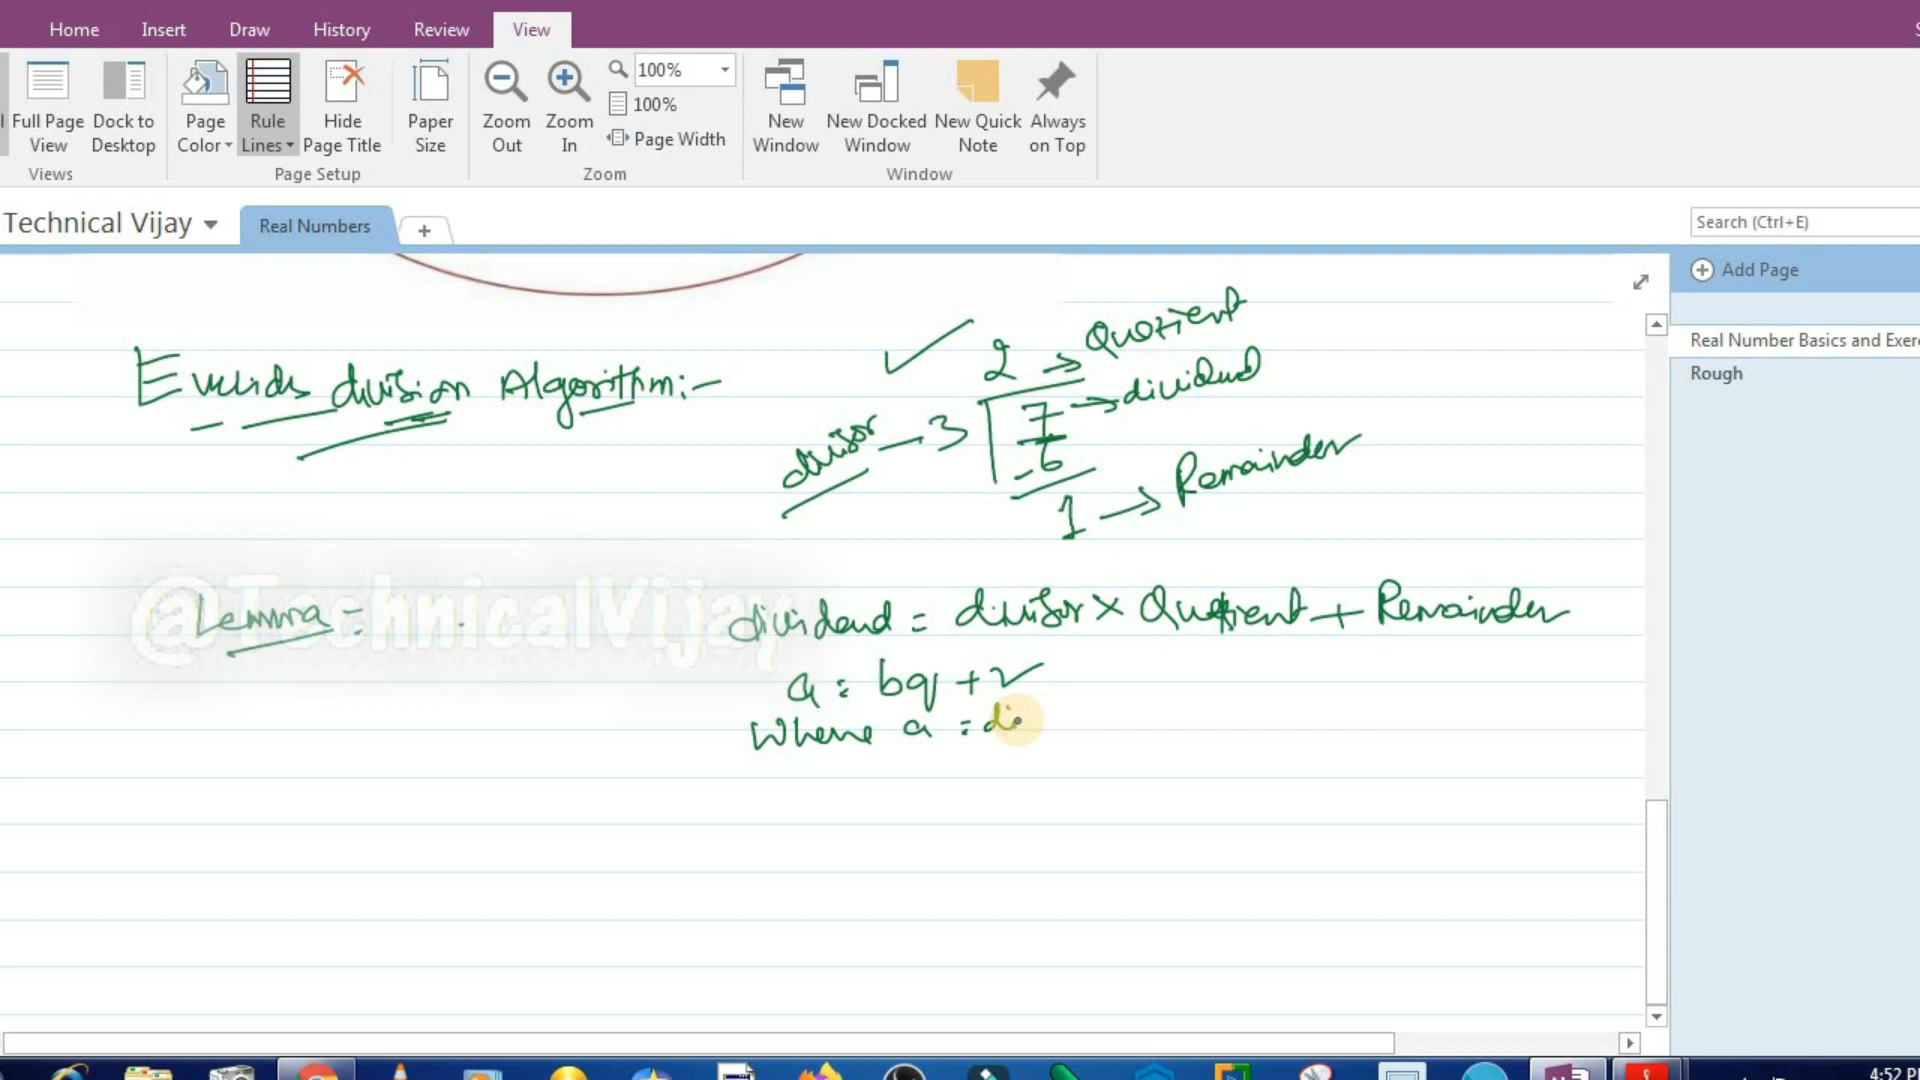 Home Insert Draw History Review View
100%
100%
Page Width
Full Page View
Dock to Desktop
Page Color
Rule Lines
Hide Page Title
Paper Size
Zoom Out
Zoom In
New Window
New Docked Window
New Quick Note
Always on Top
Views Page Setup Zoom Window
Technical Vijay Real Numbers +
Search (Ctrl+E)
Add Page
Real Number Basics and Exer
Rough
Euclids division Algorithm:-
2 → Quotient
divisor - 3 7 → dividend
-6
1 → Remainder
@TechnicalVijay
Lemma =
dividend = divisor × Quotient + Remainder
a = bq + r
Where a = di
4:52 P